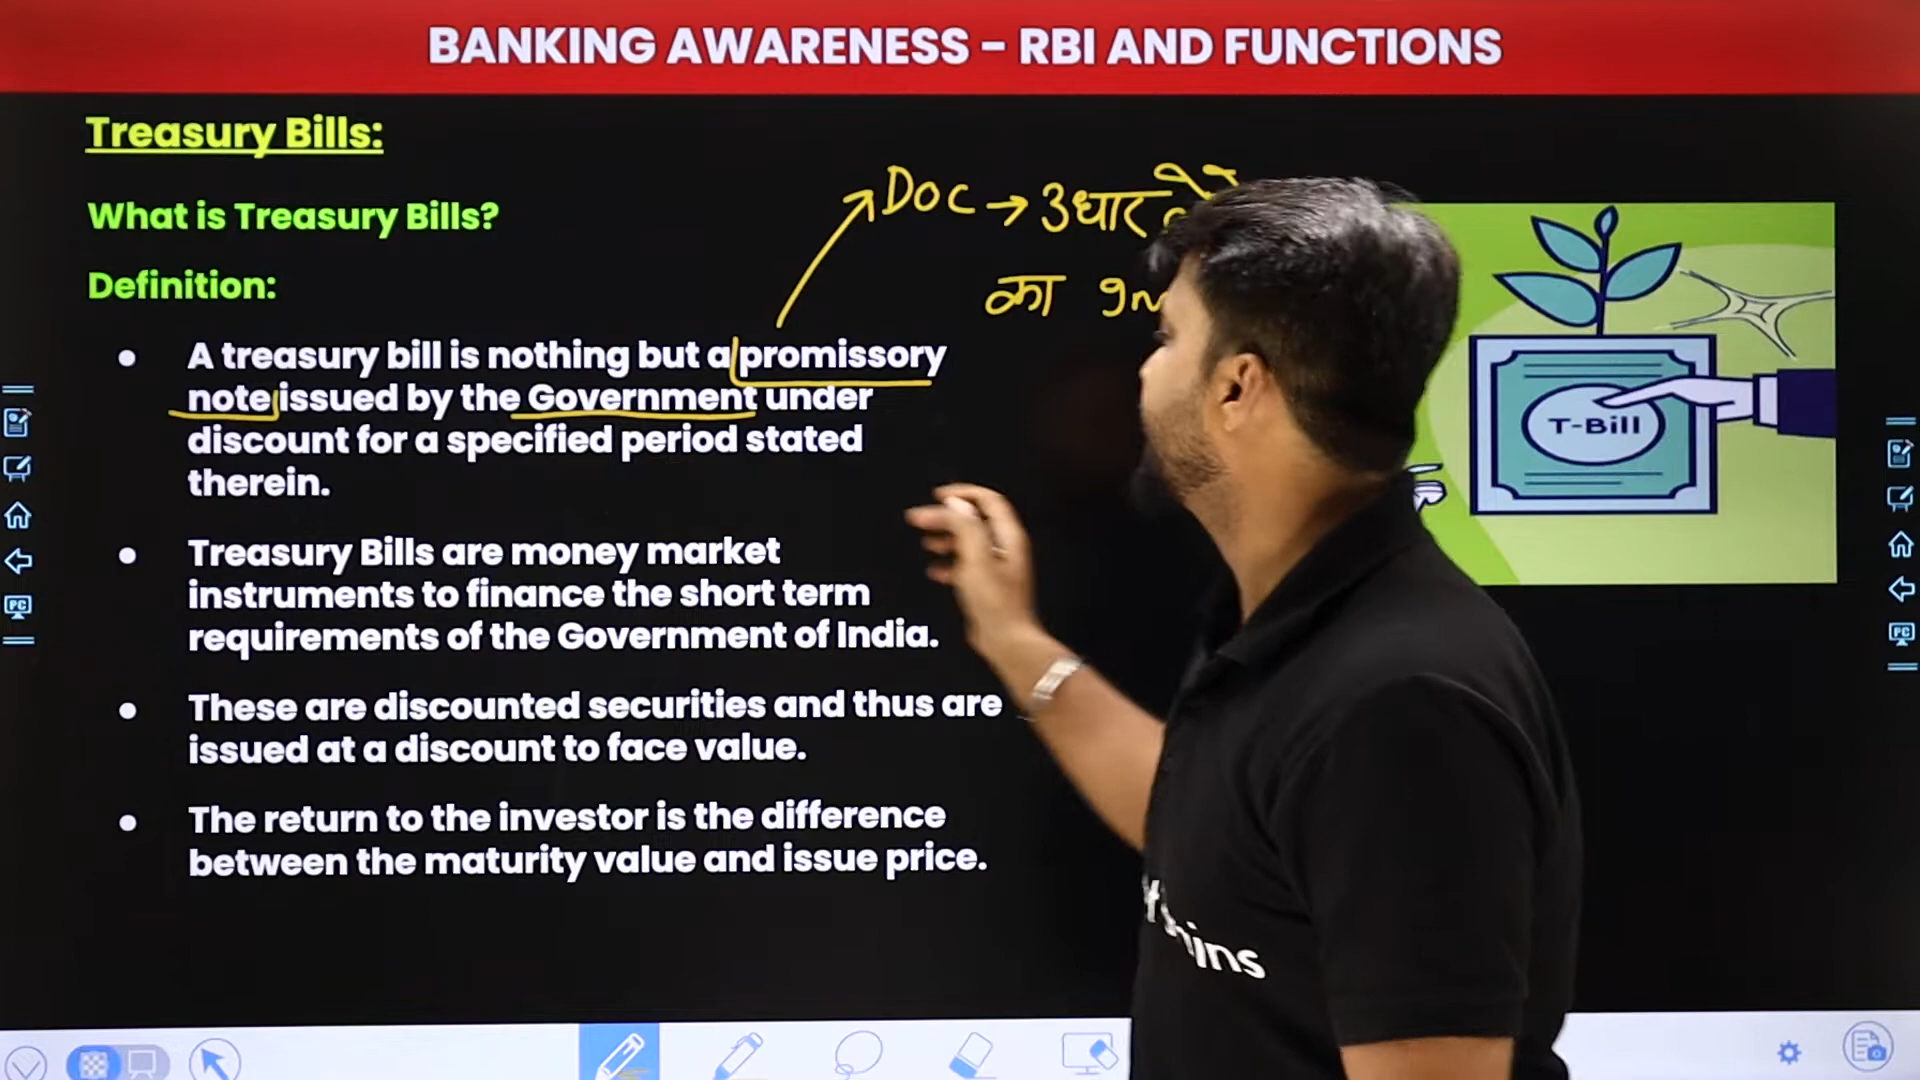 BANKING AWARENESS - RBI AND FUNCTIONS
Treasury Bills:
What is Treasury Bills?
Definition:
Doc → उधार
का
A treasury bill is nothing but a promissory
note issued by the Government under
discount for a specified period stated
therein.
Treasury Bills are money market
instruments to finance the short term
requirements of the Government of India.
These are discounted securities and thus are
issued at a discount to face value.
The return to the investor is the difference
between the maturity value and issue price.
T-Bill
PC
PC